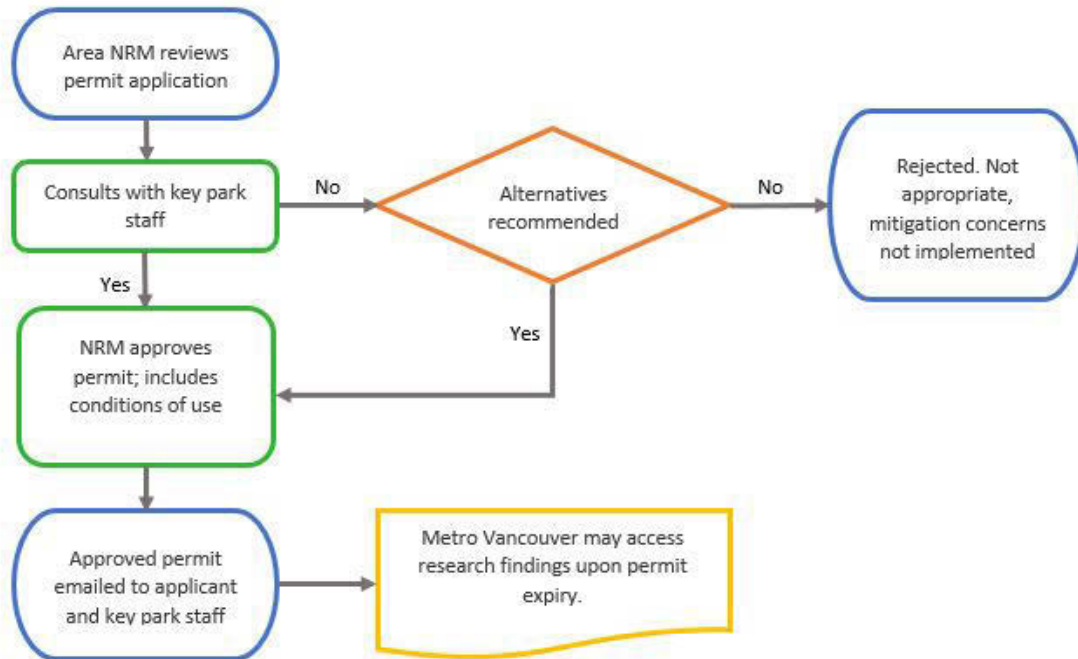 Area NRM reviews
permit application
Consults with key park
staff
No
Alternatives
recommended
No
Rejected. Not
appropriate,
mitigation concerns
not implemented
Yes
Yes
NRM approves
permit; includes
conditions of use
Approved permit
emailed to applicant
and key park staff
Metro Vancouver may access
research findings upon permit
expiry.